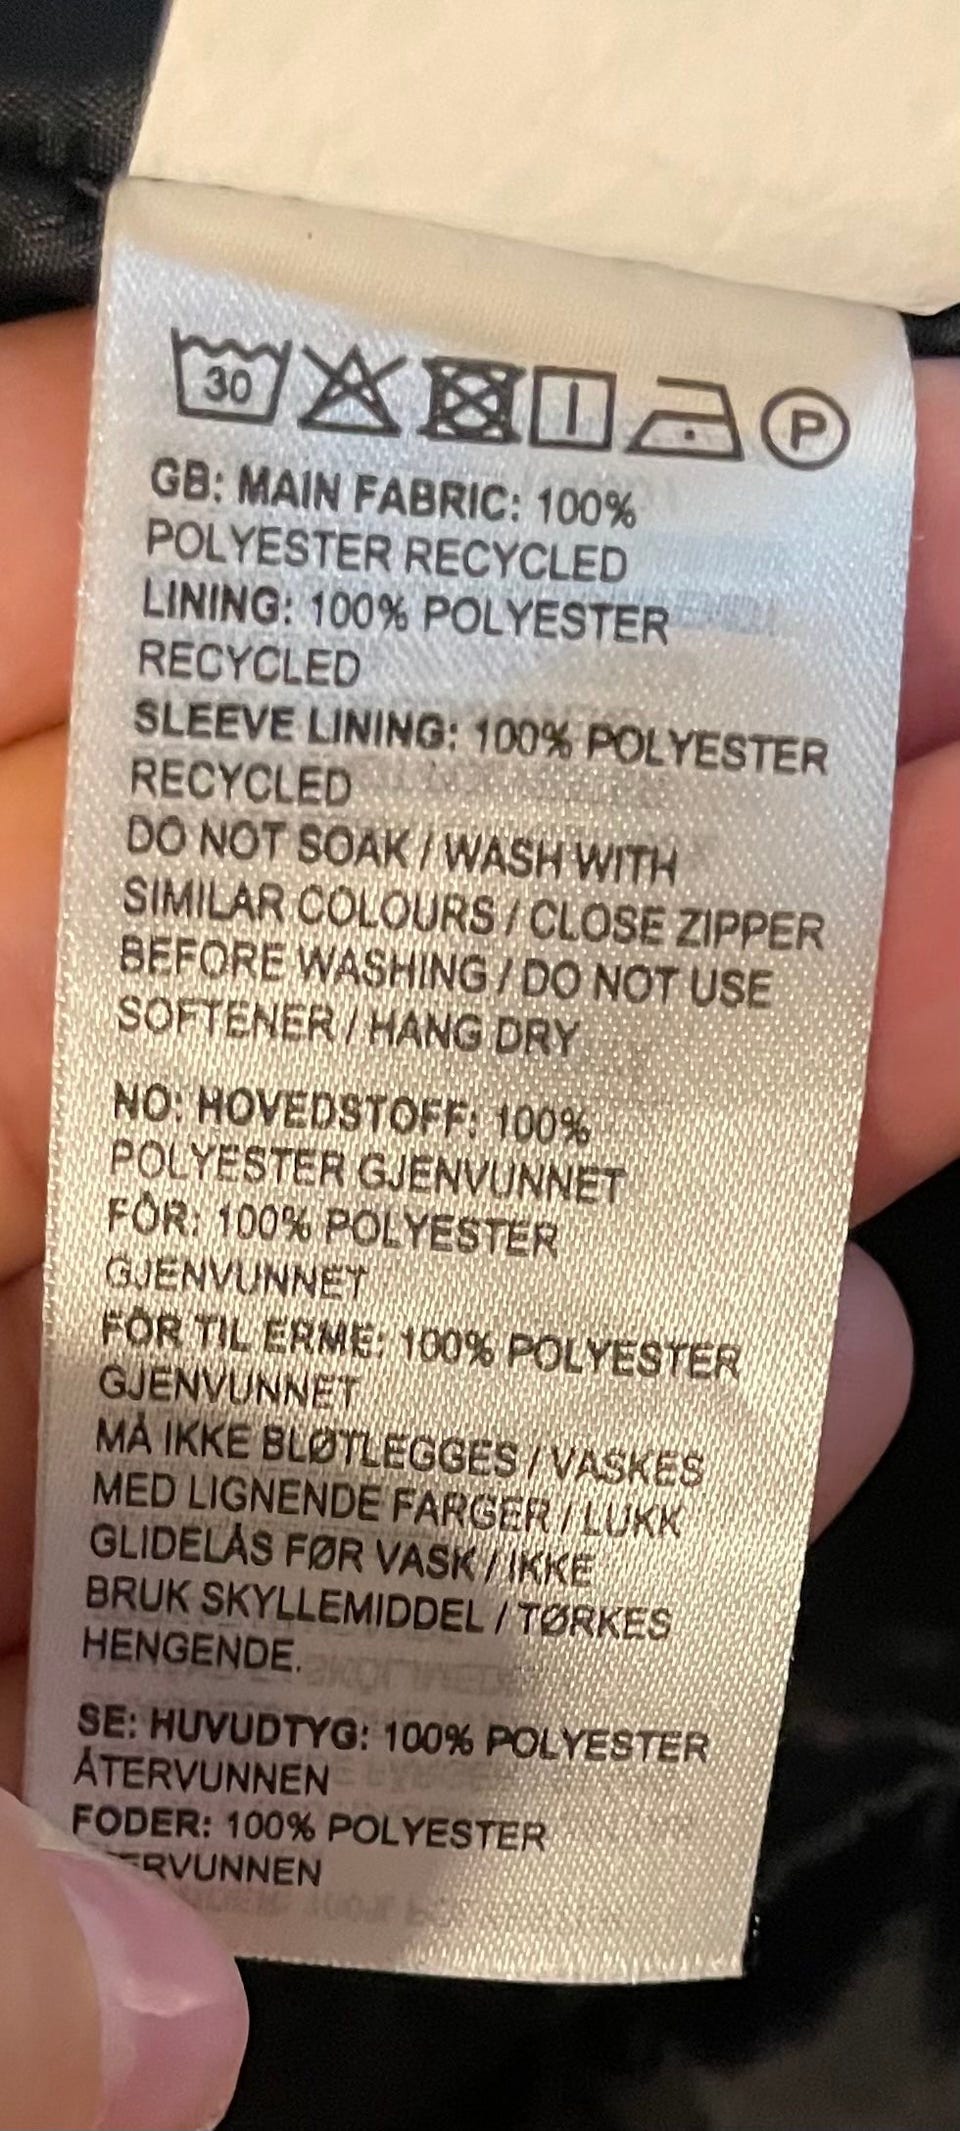 30 P
GB: MAIN FABRIC: 100%
POLYESTER RECYCLED
LINING: 100% POLYESTER
RECYCLED
SLEEVE LINING: 100% POLYESTER
RECYCLED
DO NOT SOAK / WASH WITH
SIMILAR COLOURS / CLOSE ZIPPER
BEFORE WASHING / DO NOT USE
SOFTENER / HANG DRY
NO: HOVEDSTOFF: 100%
POLYESTER GJENVUNNET
FÔR: 100% POLYESTER
GJENVUNNET
FÔR TIL ERME: 100% POLYESTER
GJENVUNNET
MÅ IKKE BLØTLEGGES / VASKES
MED LIGNENDE FARGER / LUKK
GLIDELÅS FØR VASK / IKKE
BRUK SKYLLEMIDDEL / TØRKES
HENGENDE.
SE: HUVUDTYG: 100% POLYESTER
ÅTERVUNNEN
FODER: 100% POLYESTER
ERVUNNEN